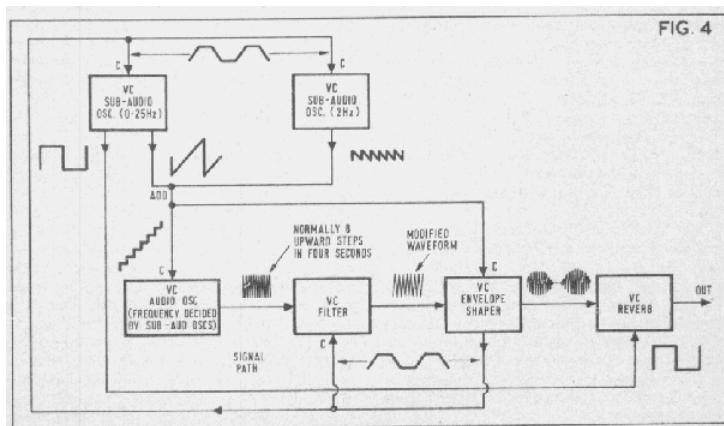 FIG. 4
C
C
VC
SUB-AUDIO
OSC. (0·25Hz)
VC
SUB-AUDIO
OSC. (2Hz)
ADD
NORMALLY 8
UPWARD STEPS
IN FOUR SECONDS
MODIFIED
WAVEFORM
C
C
VC
AUDIO OSC
(FREQUENCY DECIDED
BY SUB-AUD OSCS)
VC
FILTER
VC
ENVELOPE
SHAPER
VC
REVERB
OUT
C
SIGNAL
PATH